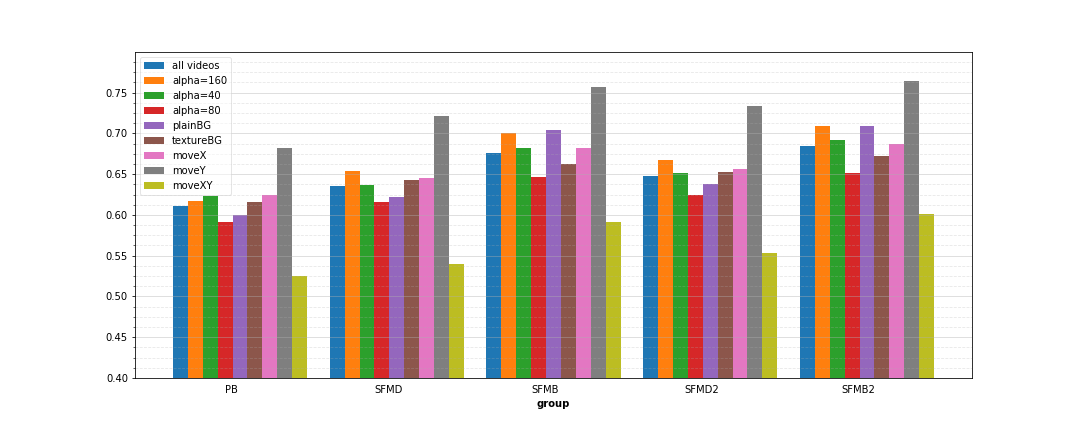 all videos
alpha=160
alpha=40
alpha=80
plainBG
textureBG
moveX
moveY
moveXY
0.75
0.70
0.65
0.60
0.55
0.50
0.45
0.40
PB SFMD SFMB SFMD2 SFMB2
group